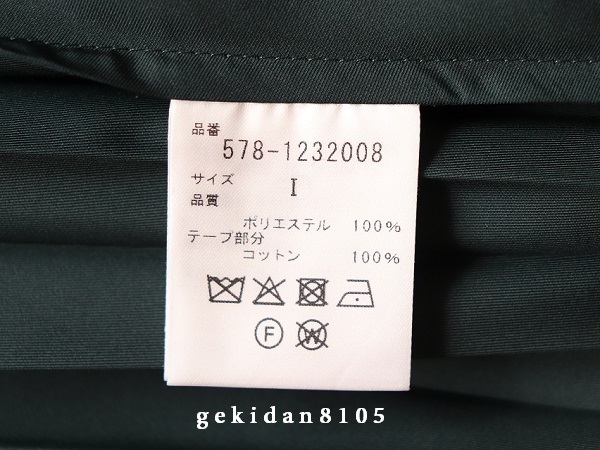 品番
578-1232008
サイズ I
品質
ポリエステル 100%
テープ部分
コットン 100%
F W
gekidan8105